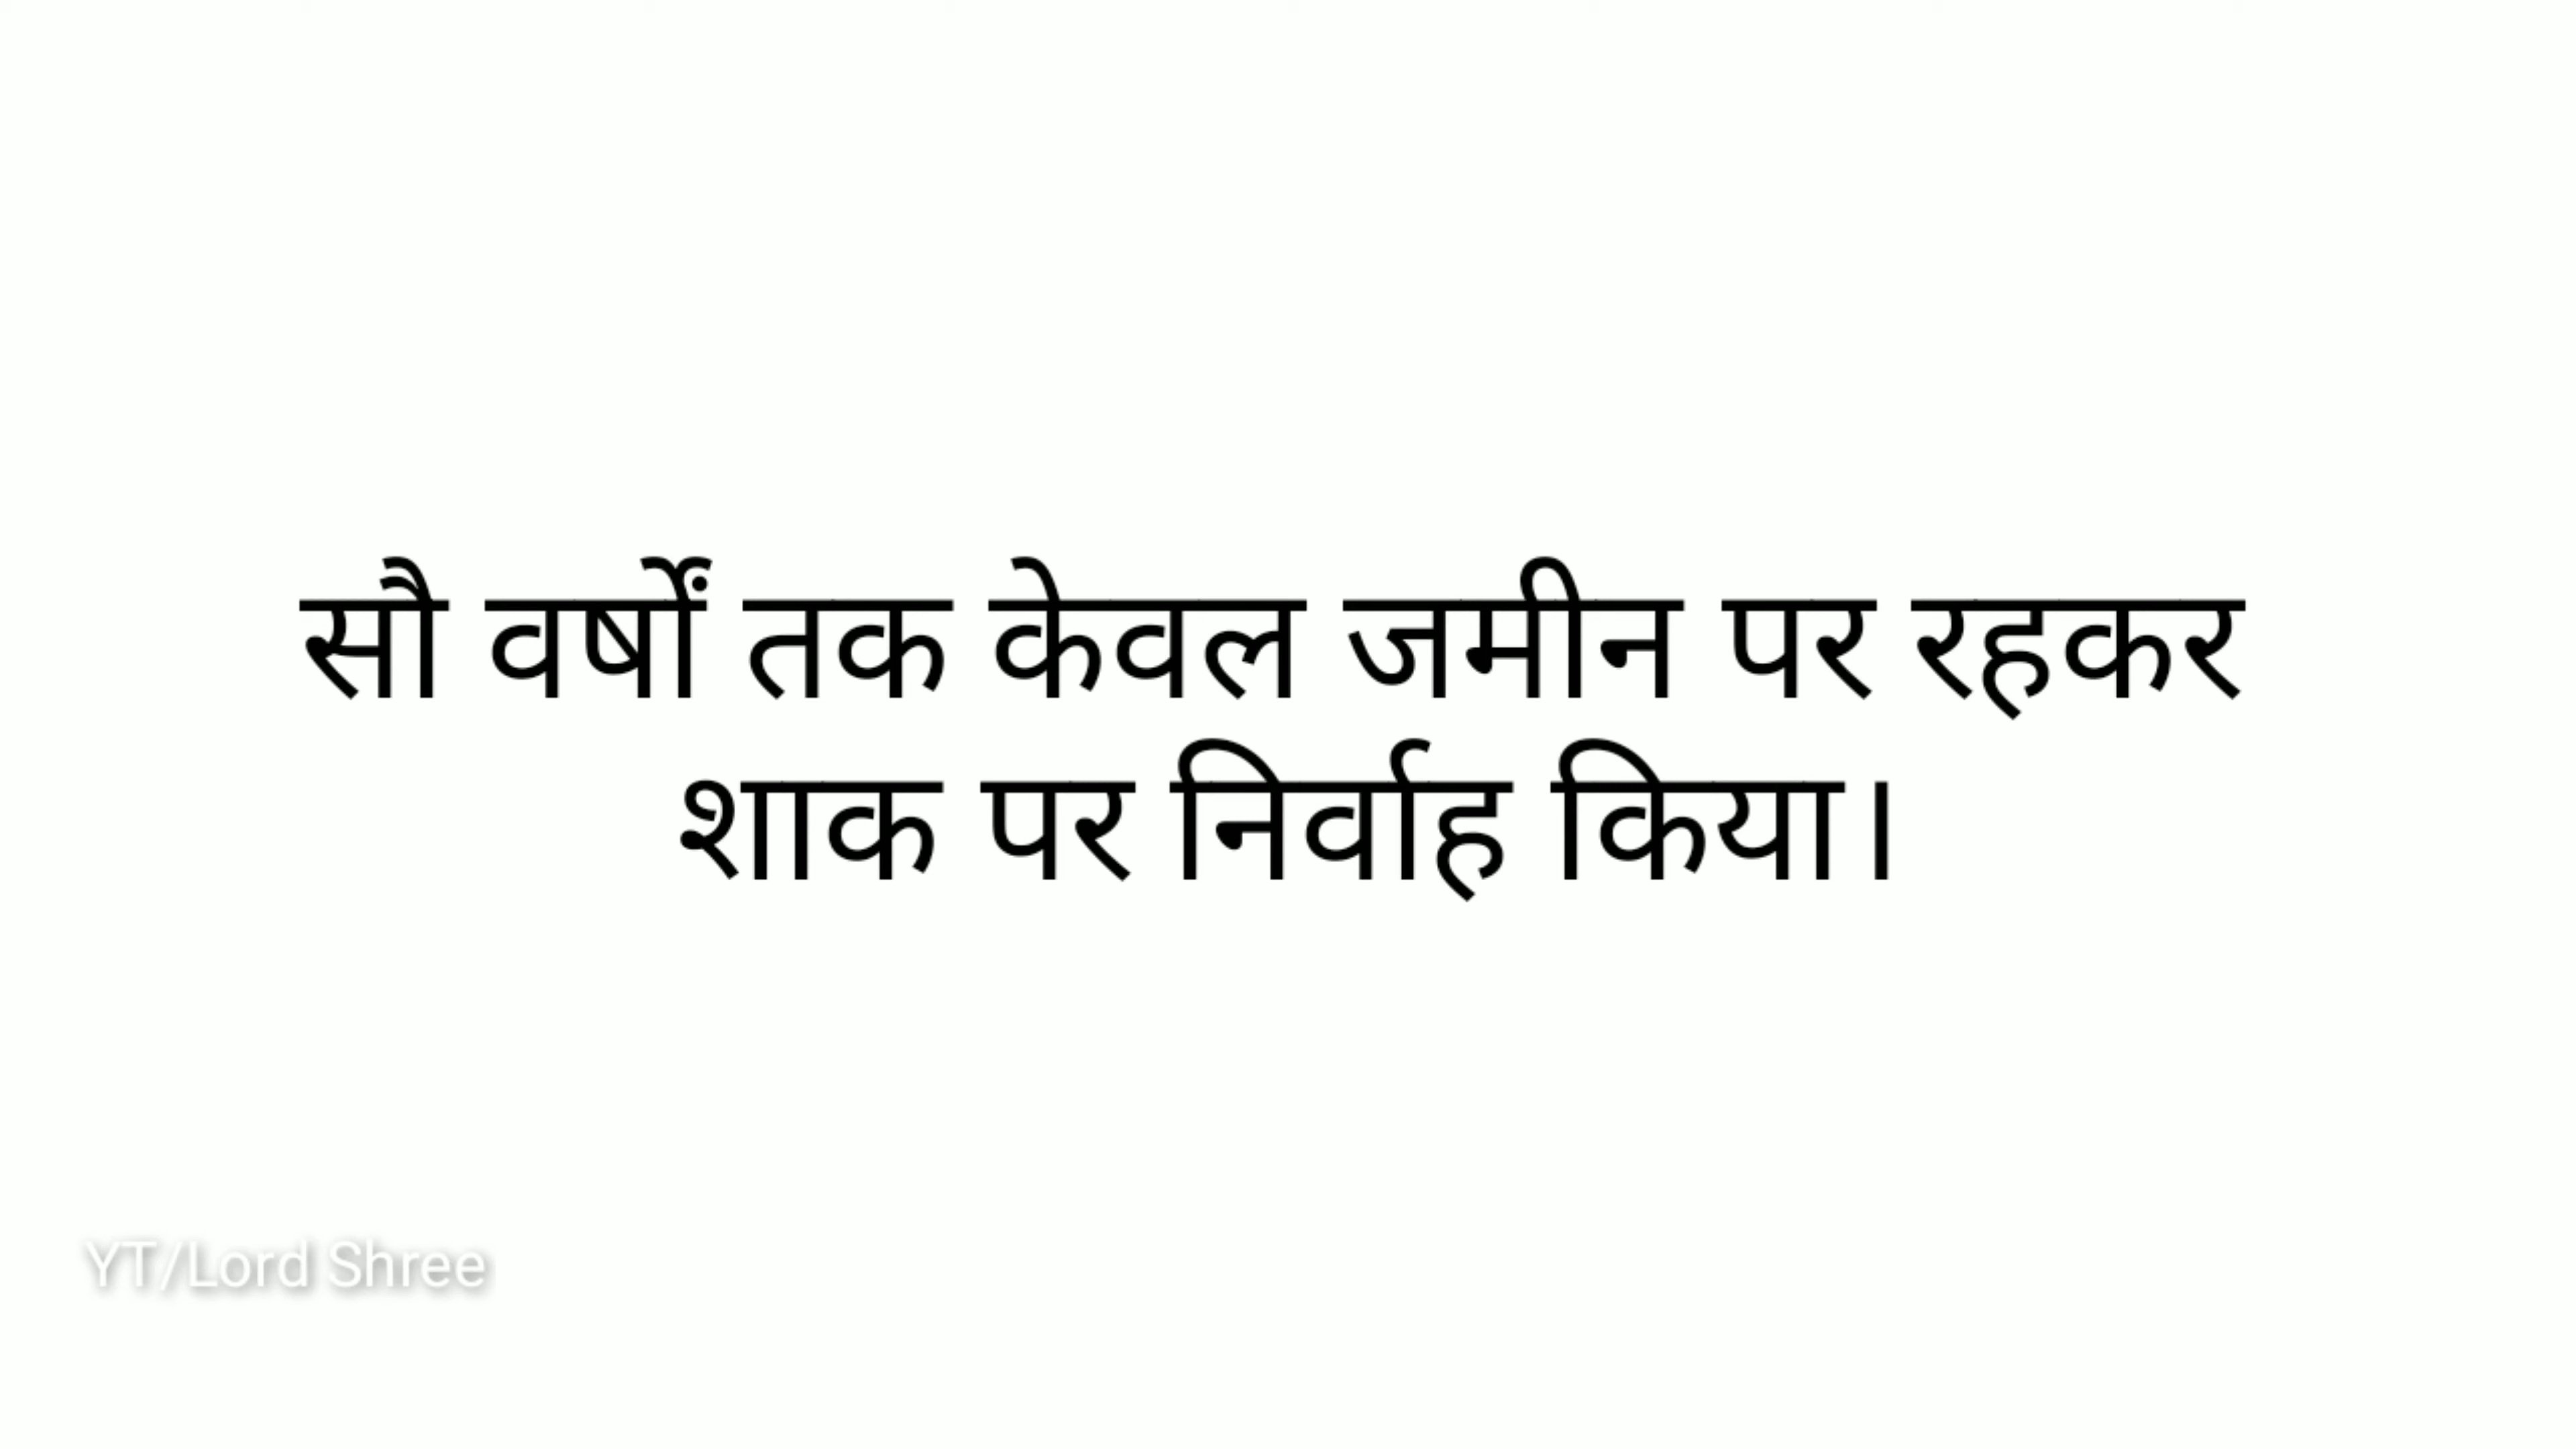 सौ वर्षों तक केवल जमीन पर रहकर
शाक पर निर्वाह किया।
YT/Lord Shree